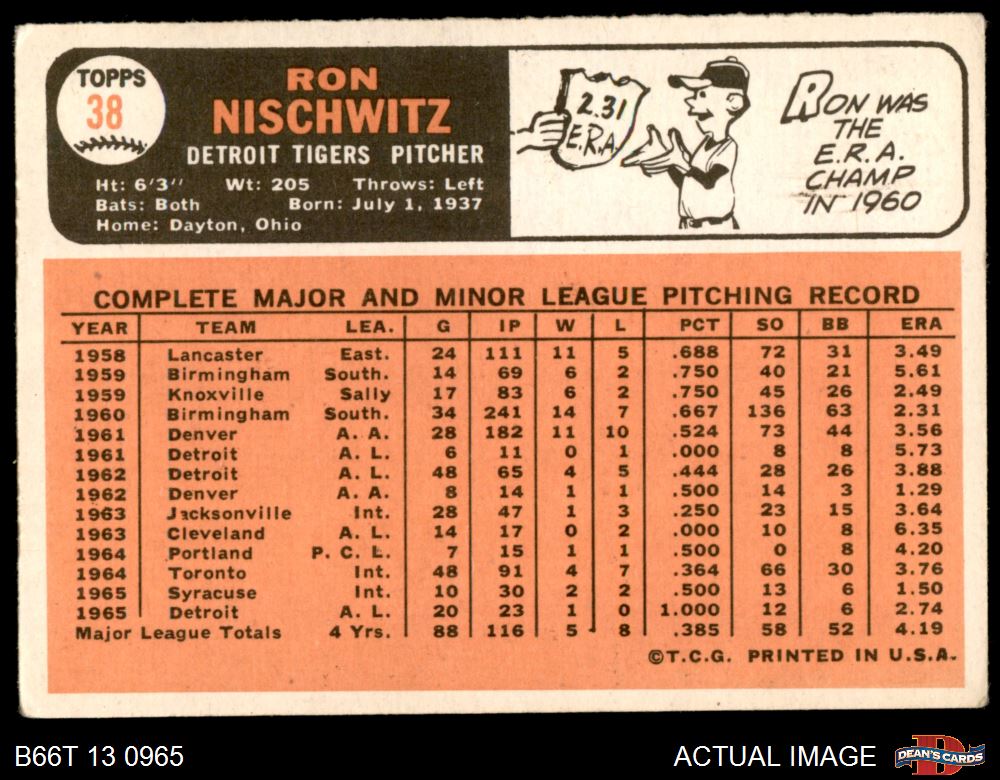 TOPPS
38
RON
NISCHWITZ
DETROIT TIGERS PITCHER
Ht: 6'3" Wt: 205 Throws: Left
Bats: Both Born: July 1, 1937
Home: Dayton, Ohio
2.31
E.R.A.
RON WAS
THE
E.R.A.
CHAMP
IN 1960
COMPLETE MAJOR AND MINOR LEAGUE PITCHING RECORD
YEAR TEAM LEA. G IP W L PCT SO BB ERA
1958 Lancaster East. 24 111 11 5 .688 72 31 3.49
1959 Birmingham South. 14 69 6 2 .750 40 21 5.61
1959 Knoxville Sally 17 83 6 2 .750 45 26 2.49
1960 Birmingham South. 34 241 14 7 .667 136 63 2.31
1961 Denver A. A. 28 182 11 10 .524 73 44 3.56
1961 Detroit A. L. 6 11 0 1 .000 8 8 5.73
1962 Detroit A. L. 48 65 4 5 .444 28 26 3.88
1962 Denver A. A. 8 14 1 1 .500 14 3 1.29
1963 Jacksonville Int. 28 47 1 3 .250 23 15 3.64
1963 Cleveland A. L. 14 17 0 2 .000 10 8 6.35
1964 Portland P. C. L. 7 15 1 1 .500 0 8 4.20
1964 Toronto Int. 48 91 4 7 .364 66 30 3.76
1965 Syracuse Int. 10 30 2 2 .500 13 6 1.50
1965 Detroit A. L. 20 23 1 0 1.000 12 6 2.74
Major League Totals 4 Yrs. 88 116 5 8 .385 58 52 4.19
©T.C.G. PRINTED IN U.S.A.
B66T 13 0965
ACTUAL IMAGE
DEAN'S CARDS